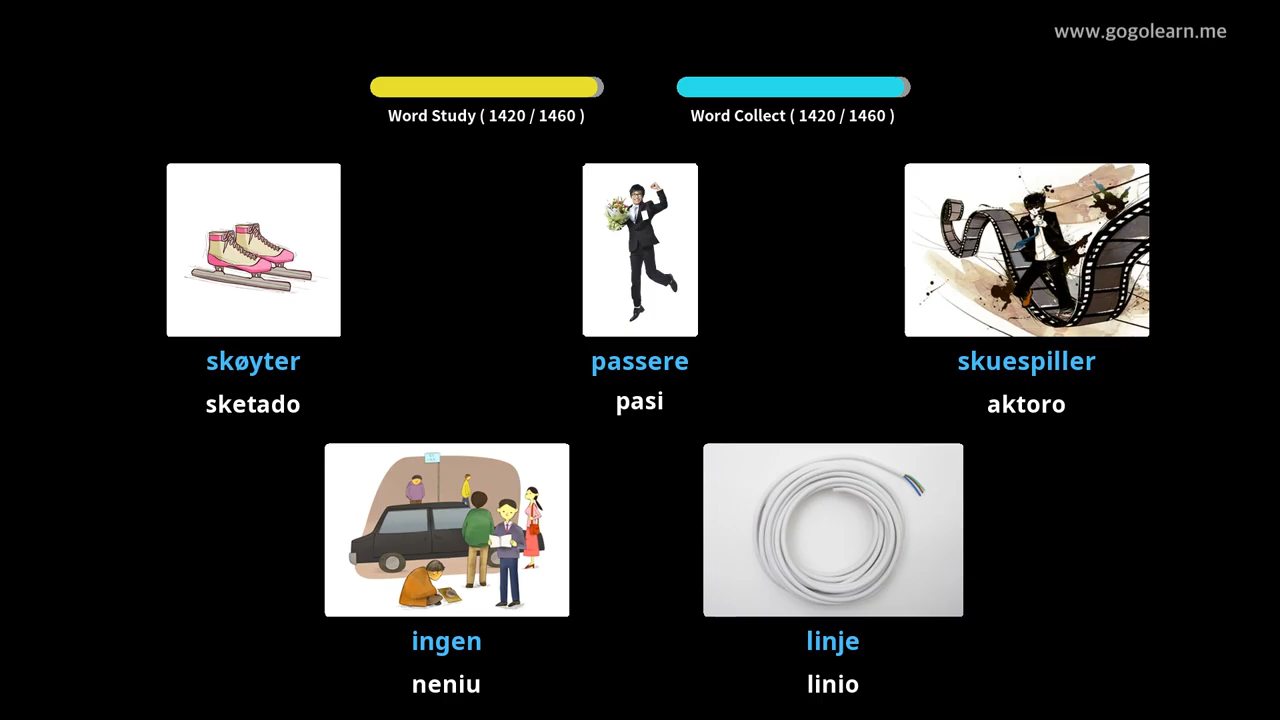 www.gogolearn.me
Word Study ( 1420 / 1460 )
Word Collect ( 1420 / 1460 )
skøyter
sketado
passere
pasi
skuespiller
aktoro
ingen
neniu
linje
linio